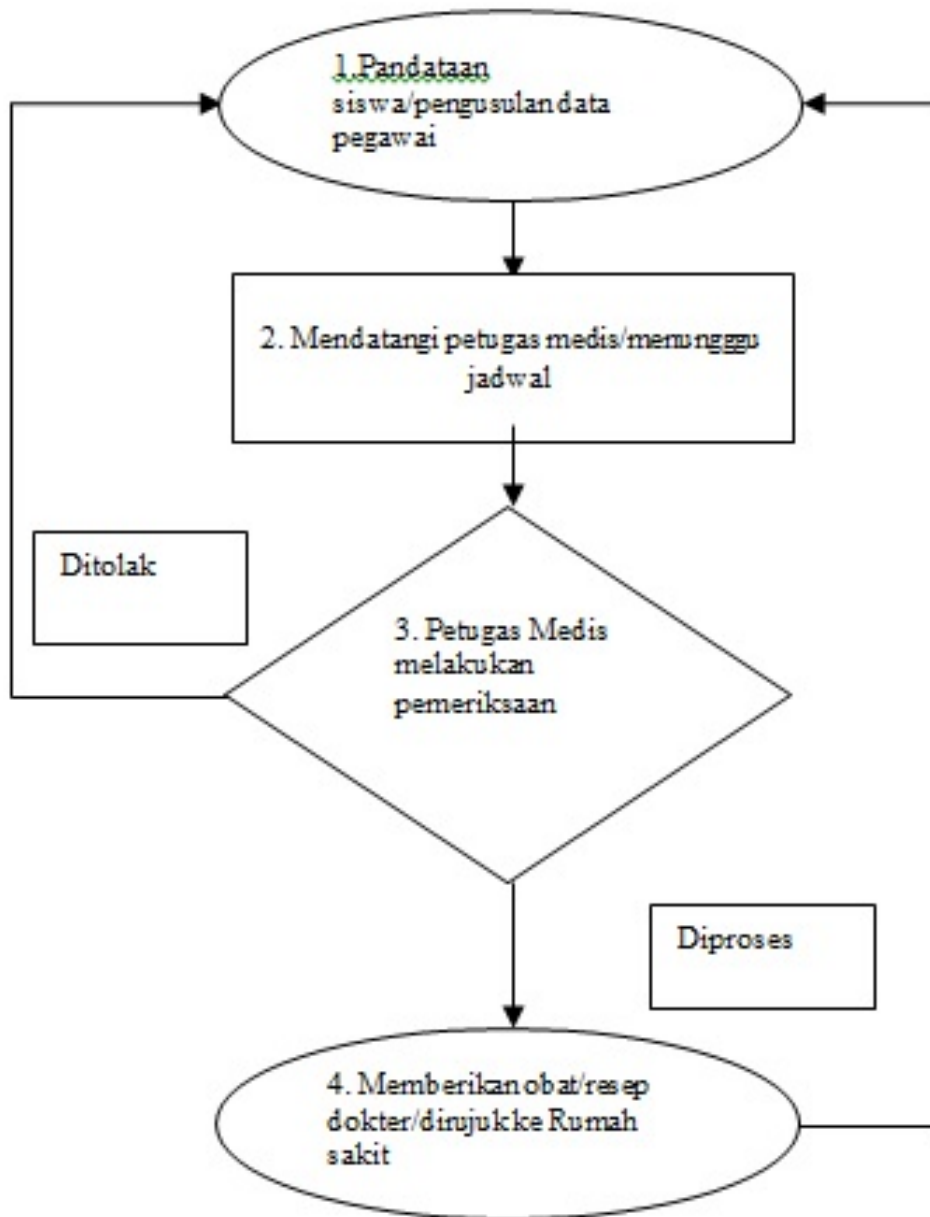 1.Pandataan
siswa/pengusulan data
pegawai
2. Mendatangi petugas medis/menungggu
jadwal
Ditolak
3. Petugas Medis
melakukan
pemeriksaan
Diproses
4. Memberikan obat/resep
dokter/dirujuk ke Rumah
sakit